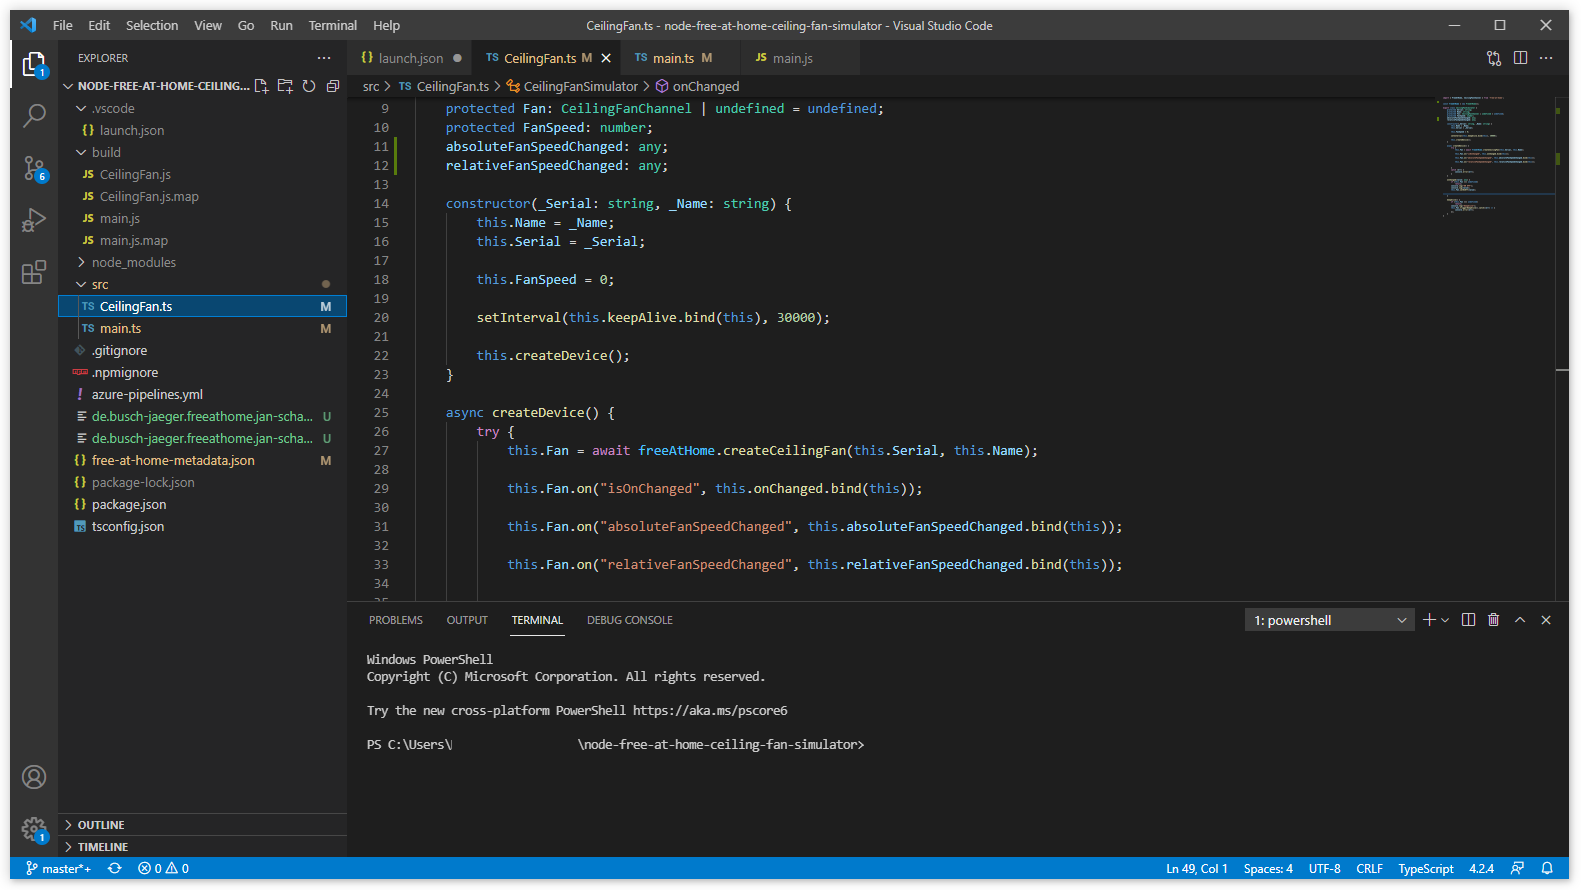 File Edit Selection View Go Run Terminal Help
CeilingFan.ts - node-free-at-home-ceiling-fan-simulator - Visual Studio Code
EXPLORER
NODE-FREE-AT-HOME-CEILING...
.vscode
{} launch.json
build
JS CeilingFan.js
JS CeilingFan.js.map
JS main.js
JS main.js.map
node_modules
src
TS CeilingFan.ts M
TS main.ts M
.gitignore
.npmignore
! azure-pipelines.yml
de.busch-jaeger.freeathome.jan-scha... U
de.busch-jaeger.freeathome.jan-scha... U
{} free-at-home-metadata.json M
{} package-lock.json
{} package.json
TS tsconfig.json
OUTLINE
TIMELINE
1
6
1
{} launch.json
TS CeilingFan.ts M
TS main.ts M
JS main.js
src > TS CeilingFan.ts > CeilingFanSimulator > onChanged
9 protected Fan: CeilingFanChannel | undefined = undefined;
10 protected FanSpeed: number;
11 absoluteFanSpeedChanged: any;
12 relativeFanSpeedChanged: any;
13
14 constructor(_Serial: string, _Name: string) {
15 this.Name = _Name;
16 this.Serial = _Serial;
17
18 this.FanSpeed = 0;
19
20 setInterval(this.keepAlive.bind(this), 30000);
21
22 this.createDevice();
23 }
24
25 async createDevice() {
26 try {
27 this.Fan = await freeAtHome.createCeilingFan(this.Serial, this.Name);
28
29 this.Fan.on("isOnChanged", this.onChanged.bind(this));
30
31 this.Fan.on("absoluteFanSpeedChanged", this.absoluteFanSpeedChanged.bind(this));
32
33 this.Fan.on("relativeFanSpeedChanged", this.relativeFanSpeedChanged.bind(this));
34
PROBLEMS OUTPUT TERMINAL DEBUG CONSOLE
1: powershell
Windows PowerShell
Copyright (C) Microsoft Corporation. All rights reserved.
Try the new cross-platform PowerShell https://aka.ms/pscore6
PS C:\Users\ \node-free-at-home-ceiling-fan-simulator>
master*+ 0 0
Ln 49, Col 1 Spaces: 4 UTF-8 CRLF TypeScript 4.2.4